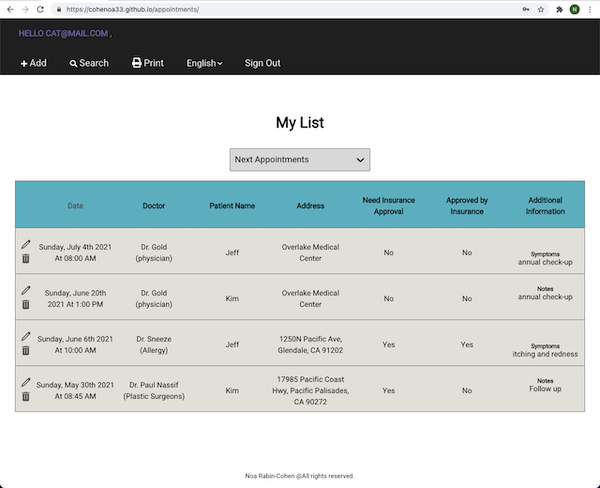 https://cohenoa33.github.io/appointments/
N
HELLO CAT@MAIL.COM ,
Add Search Print English Sign Out
My List
Next Appointments
Date Doctor Patient Name Address Need Insurance Approval Approved by Insurance Additional Information
Sunday, July 4th 2021 At 08:00 AM Dr. Gold (physician) Jeff Overlake Medical Center No No Symptoms annual check-up
Sunday, June 20th 2021 At 1:00 PM Dr. Gold (physician) Kim Overlake Medical Center No No Notes annual check-up
Sunday, June 6th 2021 At 10:00 AM Dr. Sneeze (Allergy) Jeff 1250N Pacific Ave, Glendale, CA 91202 Yes Yes Symptoms itching and redness
Sunday, May 30th 2021 At 08:45 AM Dr. Paul Nassif (Plastic Surgeons) Kim 17985 Pacific Coast Hwy, Pacific Palisades, CA 90272 Yes No Notes Follow up
Noa Rabin-Cohen @All rights reserved.